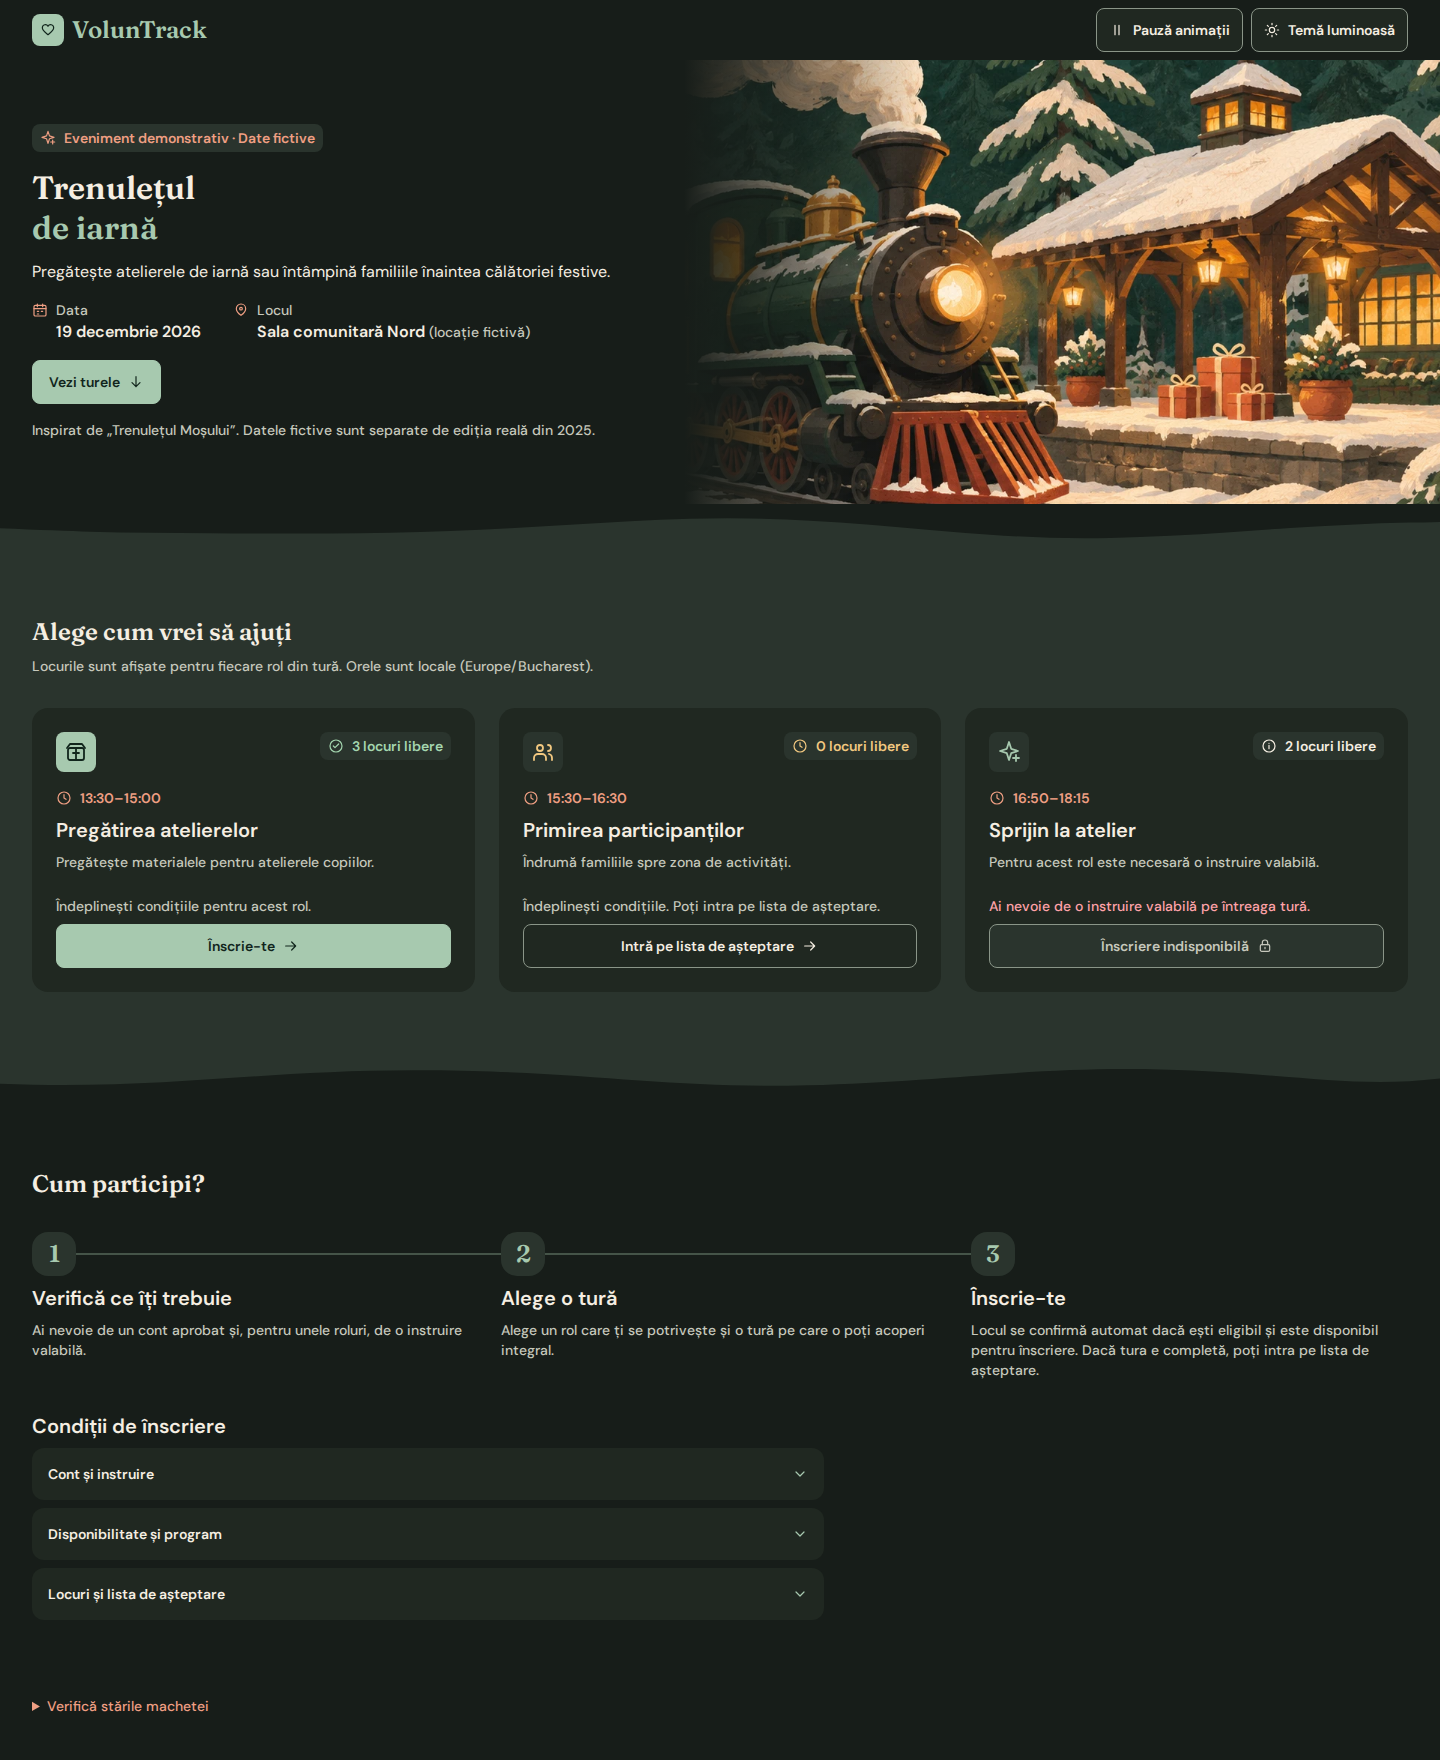 VolunTrack
Pauză animații
Temă luminoasă
Eveniment demonstrativ · Date fictive
Trenulețul
de iarnă
Pregătește atelierele de iarnă sau întâmpină familiile înaintea călătoriei festive.
Data
19 decembrie 2026
Locul
Sala comunitară Nord (locație fictivă)
Vezi turele
Inspirat de „Trenulețul Moșului”. Datele fictive sunt separate de ediția reală din 2025.
Alege cum vrei să ajuți
Locurile sunt afișate pentru fiecare rol din tură. Orele sunt locale (Europe/Bucharest).
3 locuri libere
13:30–15:00
Pregătirea atelierelor
Pregătește materialele pentru atelierele copiilor.
Îndeplinești condițiile pentru acest rol.
Înscrie-te
0 locuri libere
15:30–16:30
Primirea participanților
Îndrumă familiile spre zona de activități.
Îndeplinești condițiile. Poți intra pe lista de așteptare.
Intră pe lista de așteptare
2 locuri libere
16:50–18:15
Sprijin la atelier
Pentru acest rol este necesară o instruire valabilă.
Ai nevoie de o instruire valabilă pe întreaga tură.
Înscriere indisponibilă
Cum participi?
1
Verifică ce îți trebuie
Ai nevoie de un cont aprobat și, pentru unele roluri, de o instruire
valabilă.
2
Alege o tură
Alege un rol care ți se potrivește și o tură pe care o poți acoperi
integral.
3
Înscrie-te
Locul se confirmă automat dacă ești eligibil și este disponibil
pentru înscriere. Dacă tura e completă, poți intra pe lista de
așteptare.
Condiții de înscriere
Cont și instruire
Disponibilitate și program
Locuri și lista de așteptare
Verifică stările machetei